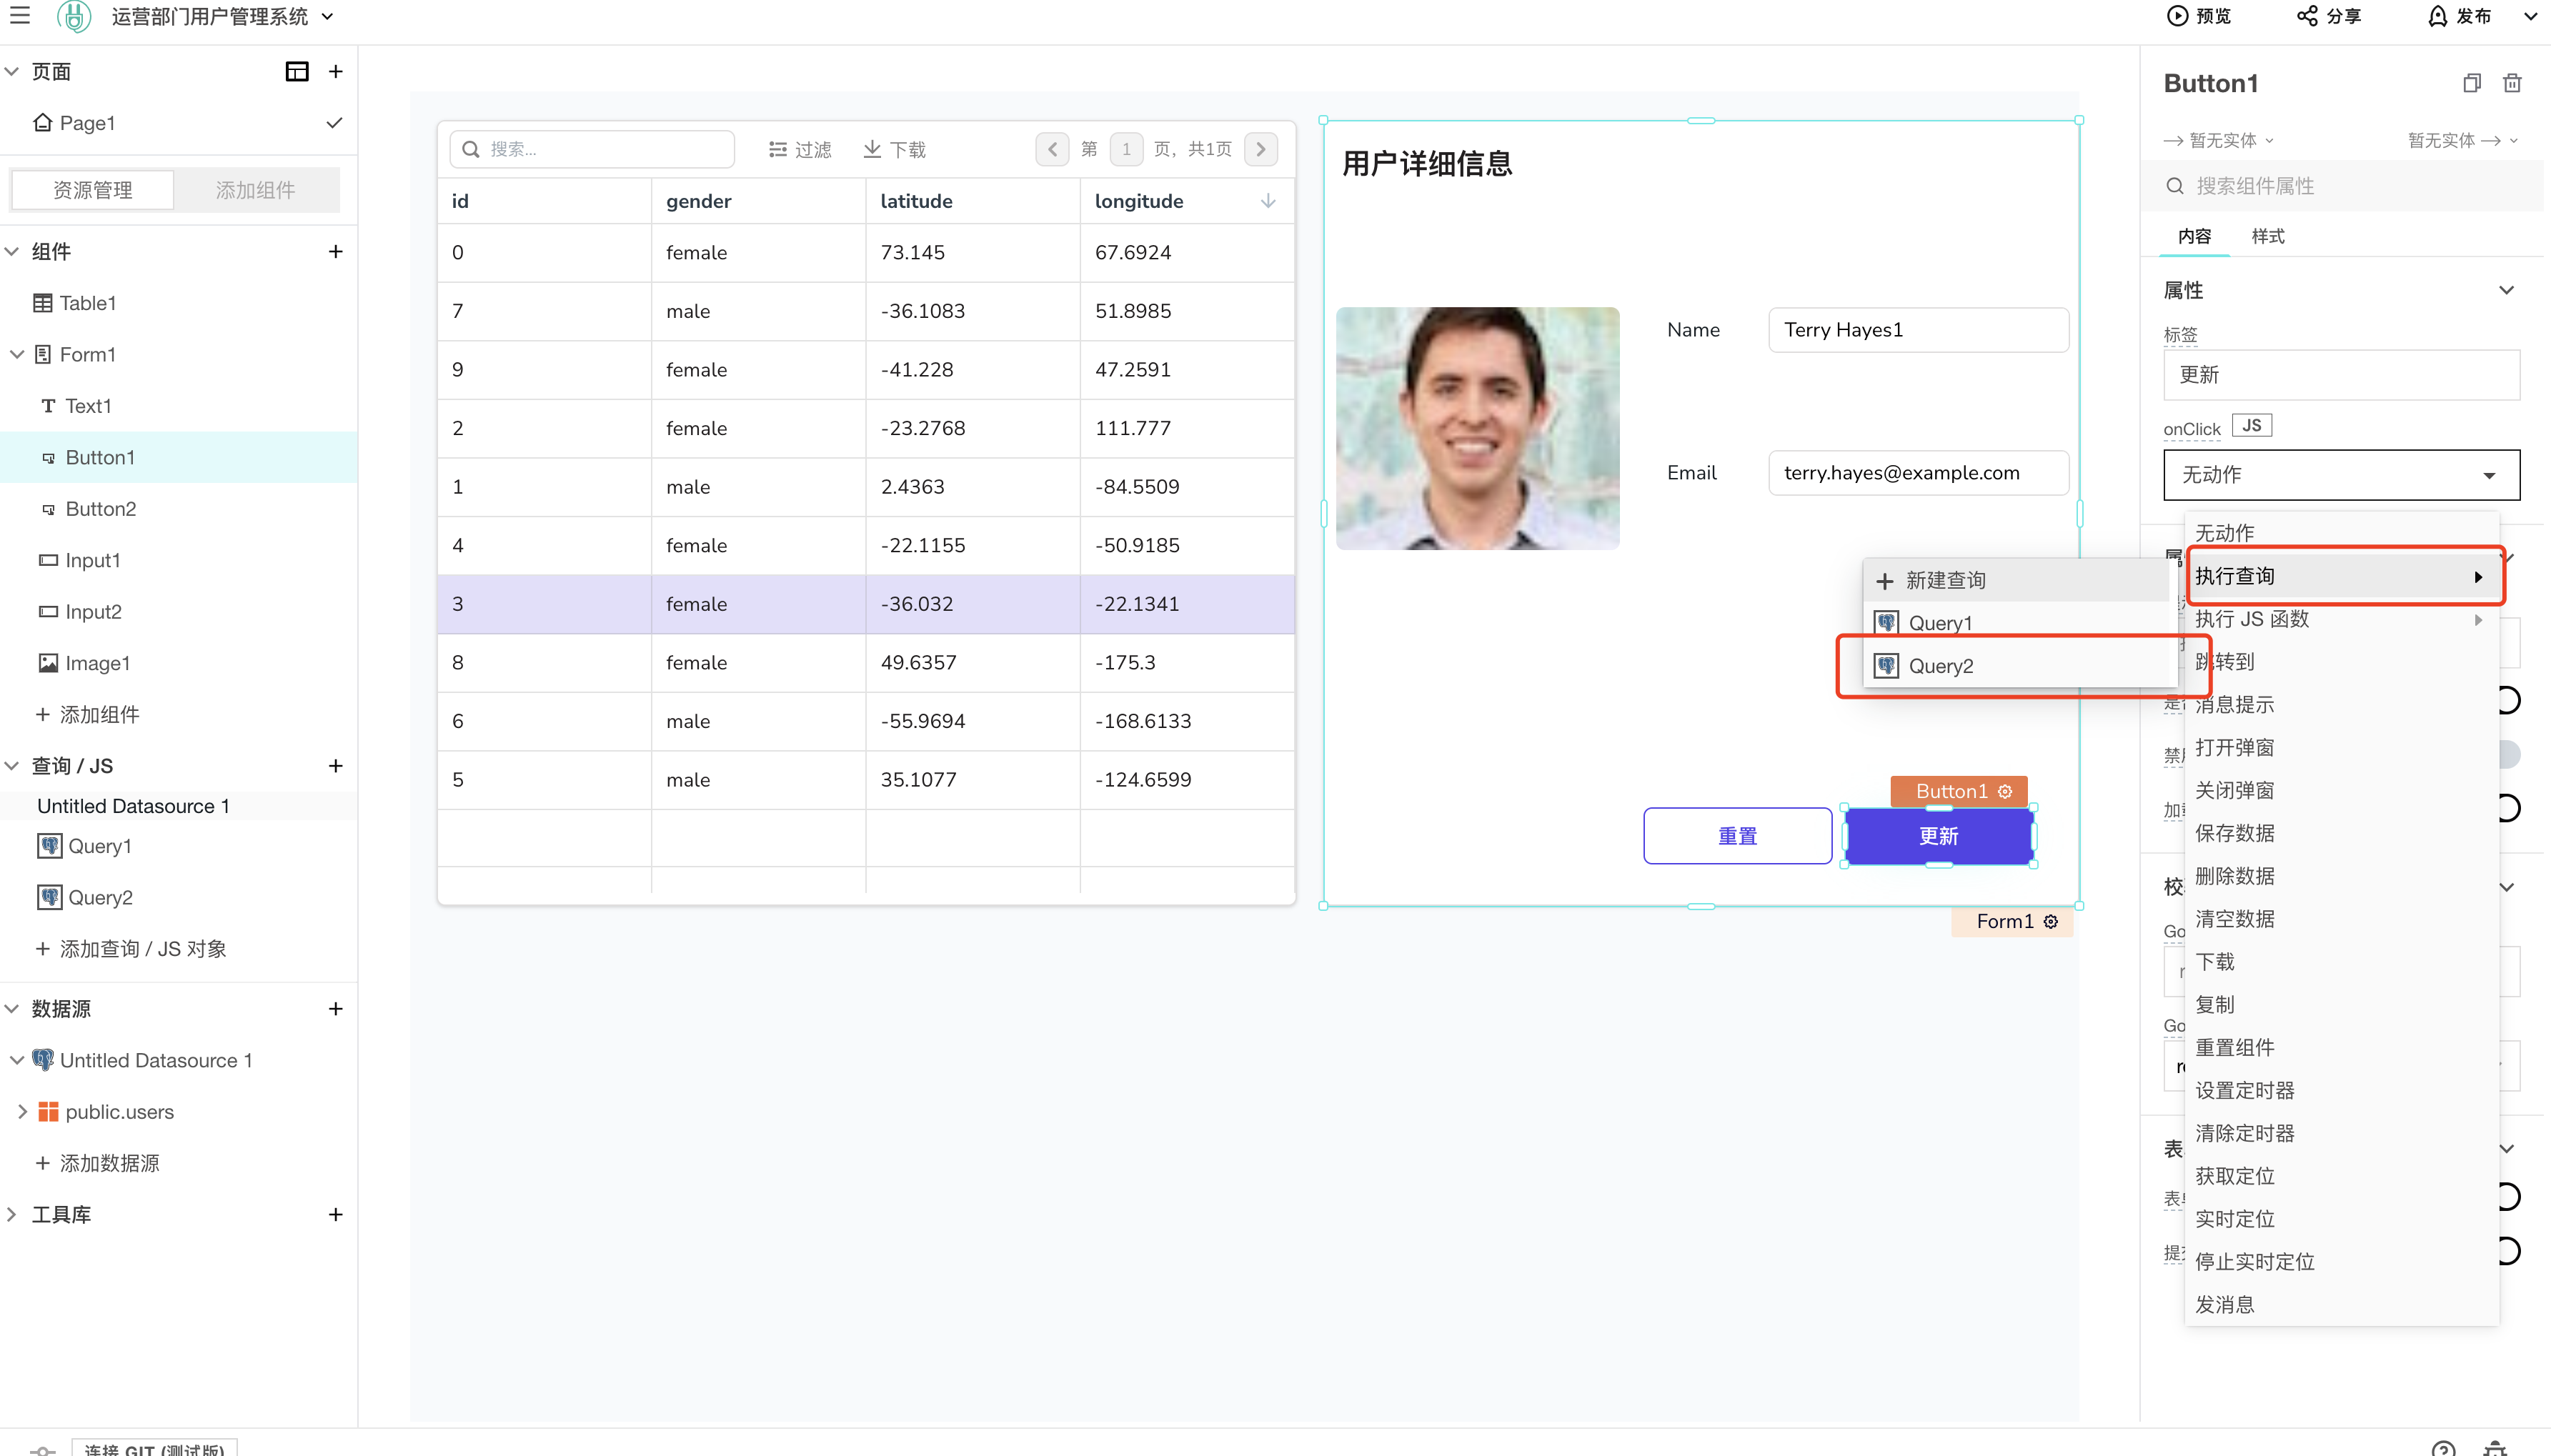 运营部门用户管理系统
预览
分享
发布
页面
Page1
资源管理
添加组件
组件
Table1
Form1
Text1
Button1
Button2
Input1
Input2
Image1
添加组件
查询 / JS
Untitled Datasource 1
Query1
Query2
添加查询 / JS 对象
数据源
Untitled Datasource 1
public.users
添加数据源
工具库
连接 GIT (测试版)
搜索...
过滤
下载
第 1 页，共1页
id gender latitude longitude
0 female 73.145 67.6924
7 male -36.1083 51.8985
9 female -41.228 47.2591
2 female -23.2768 111.777
1 male 2.4363 -84.5509
4 female -22.1155 -50.9185
3 female -36.032 -22.1341
8 female 49.6357 -175.3
6 male -55.9694 -168.6133
5 male 35.1077 -124.6599
用户详细信息
Name Terry Hayes1
Email terry.hayes@example.com
新建查询
Query1
Query2
Button1
重置
更新
Form1
Button1
暂无实体
暂无实体
搜索组件属性
内容
样式
属性
标签
更新
onClick JS
无动作
无动作
执行查询
执行 JS 函数
跳转到
消息提示
打开弹窗
关闭弹窗
保存数据
删除数据
清空数据
下载
复制
重置组件
设置定时器
清除定时器
获取定位
实时定位
停止实时定位
发消息
校
Go
Go
表